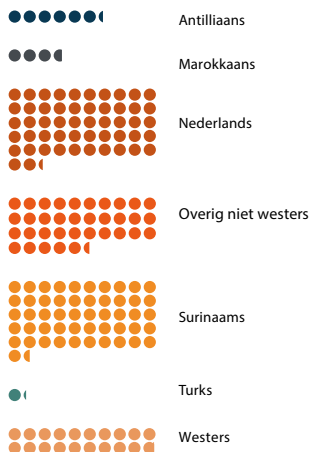 Antilliaans
Marokkaans
Nederlands
Overig niet westers
Surinaams
Turks
Westers